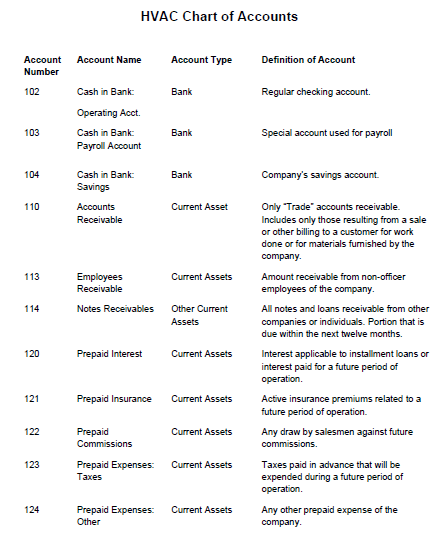 HVAC Chart of Accounts
Account Account Name Account Type Definition of Account
Number
102 Cash in Bank: Bank Regular checking account.
Operating Acct.
103 Cash in Bank: Bank Special account used for payroll
Payroll Account
104 Cash in Bank: Bank Company's savings account.
Savings
110 Accounts Current Asset Only "Trade" accounts receivable.
Receivable Includes only those resulting from a sale
or other billing to a customer for work
done or for materials furnished by the
company.
113 Employees Current Assets Amount receivable from non-officer
Receivable employees of the company.
114 Notes Receivables Other Current All notes and loans receivable from other
Assets companies or individuals. Portion that is
due within the next twelve months.
120 Prepaid Interest Current Assets Interest applicable to installment loans or
interest paid for a future period of
operation.
121 Prepaid Insurance Current Assets Active insurance premiums related to a
future period of operation.
122 Prepaid Current Assets Any draw by salesmen against future
Commissions commissions.
123 Prepaid Expenses: Current Assets Taxes paid in advance that will be
Taxes expended during a future period of
operation.
124 Prepaid Expenses: Current Assets Any other prepaid expense of the
Other company.